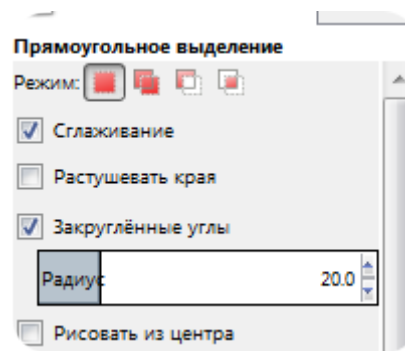 Прямоугольное выделение
Режим:
Сглаживание
Растушевать края
Закруглённые углы
Радиус 20.0
Рисовать из центра